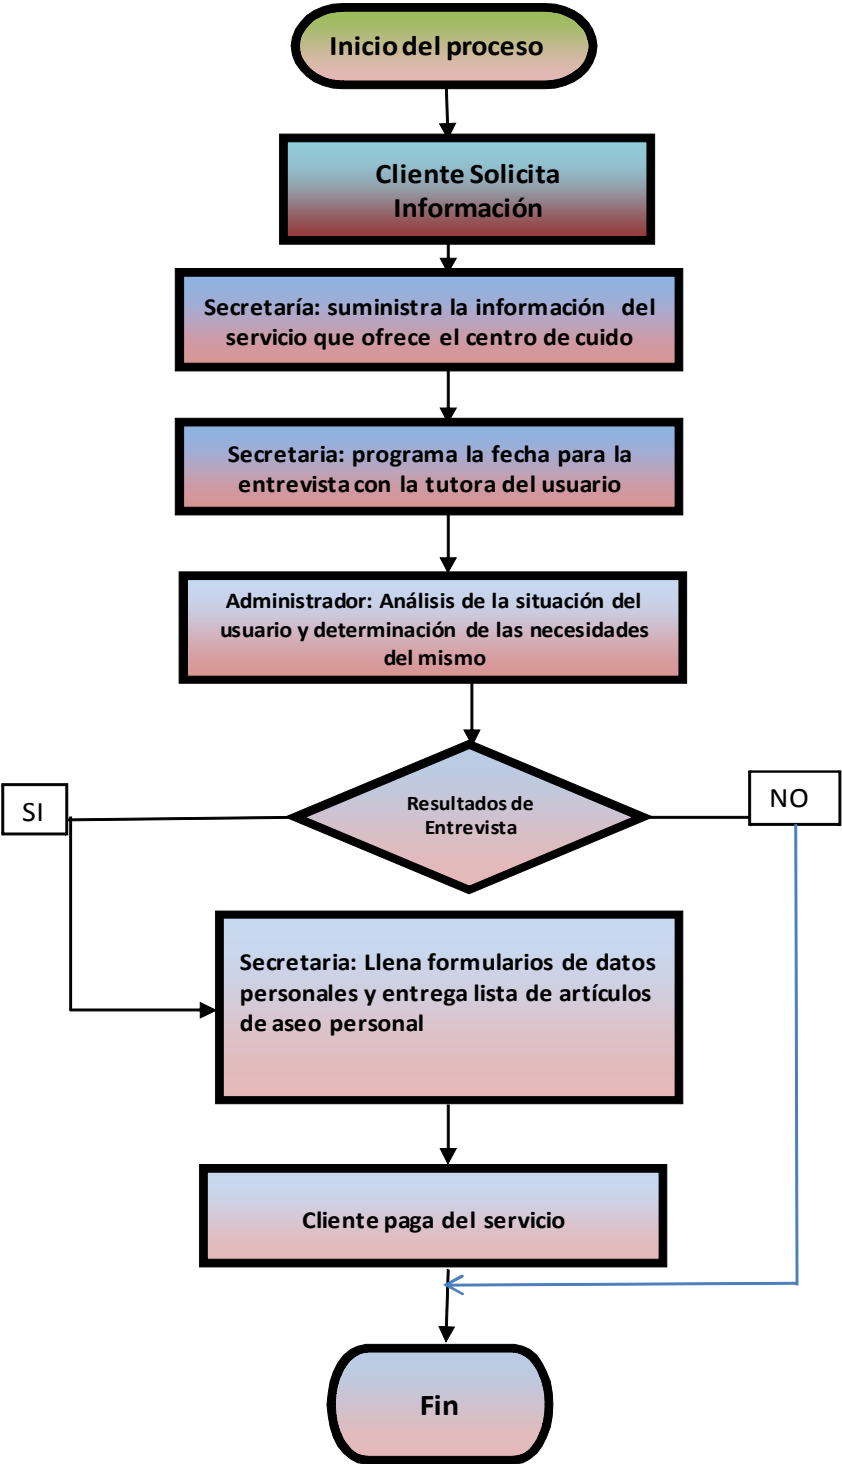 Inicio del proceso
Cliente Solicita
Información
Secretaría: suministra la información del
servicio que ofrece el centro de cuido
Secretaria: programa la fecha para la
entrevista con la tutora del usuario
Administrador: Análisis de la situación del
usuario y determinación de las necesidades
del mismo
Resultados de
Entrevista
SI
NO
Secretaria: Llena formularios de datos
personales y entrega lista de artículos
de aseo personal
Cliente paga del servicio
Fin